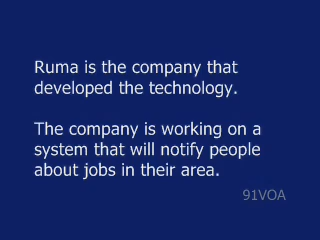 Ruma is the company that
developed the technology.
The company is working on a
system that will notify people
about jobs in their area.
91VOA